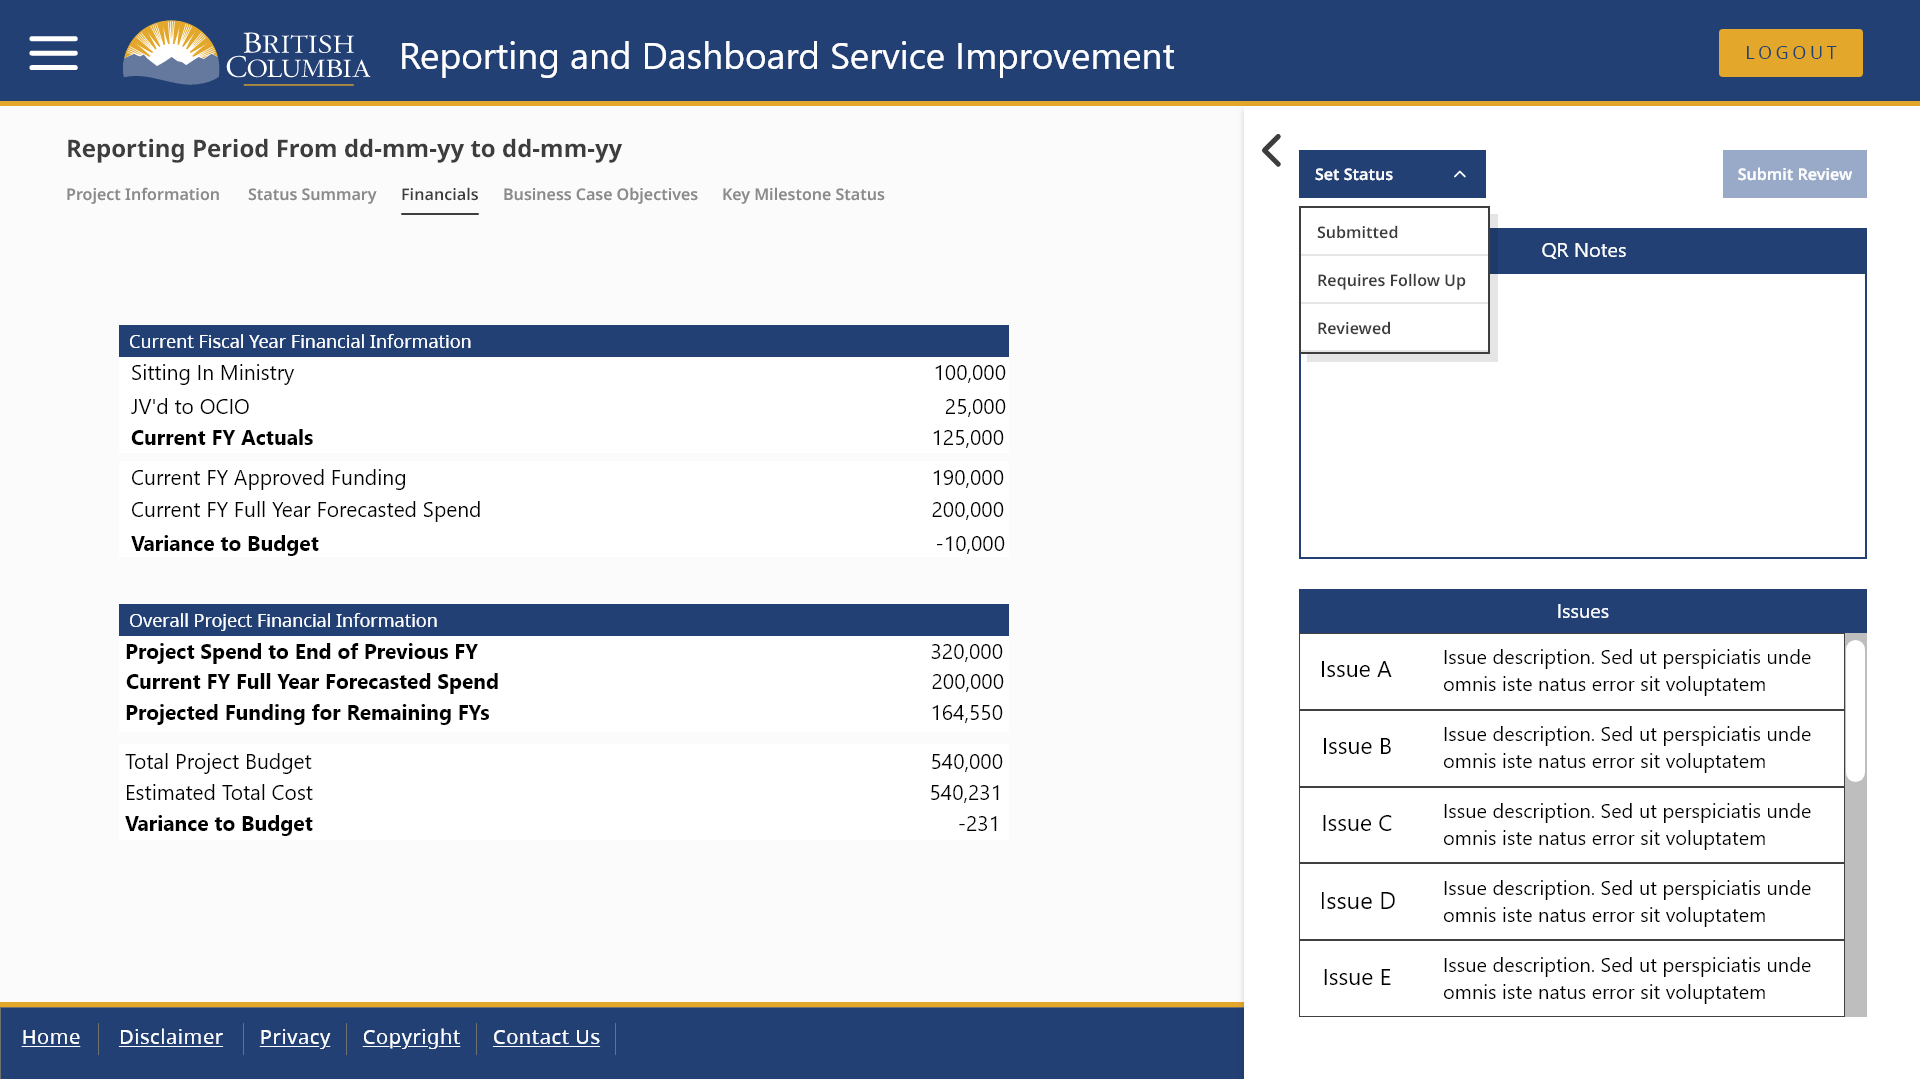 BRITISH
COLUMBIA
Reporting and Dashboard Service Improvement
LOGOUT
Reporting Period From dd-mm-yy to dd-mm-yy
Project Information Status Summary Financials Business Case Objectives Key Milestone Status
Current Fiscal Year Financial Information
Sitting In Ministry 100,000
JV'd to OCIO 25,000
Current FY Actuals 125,000
Current FY Approved Funding 190,000
Current FY Full Year Forecasted Spend 200,000
Variance to Budget -10,000
Overall Project Financial Information
Project Spend to End of Previous FY 320,000
Current FY Full Year Forecasted Spend 200,000
Projected Funding for Remaining FYs 164,550
Total Project Budget 540,000
Estimated Total Cost 540,231
Variance to Budget -231
Set Status
Submit Review
Submitted
Requires Follow Up
Reviewed
QR Notes
Issues
Issue A
Issue description. Sed ut perspiciatis unde
omnis iste natus error sit voluptatem
Issue B
Issue description. Sed ut perspiciatis unde
omnis iste natus error sit voluptatem
Issue C
Issue description. Sed ut perspiciatis unde
omnis iste natus error sit voluptatem
Issue D
Issue description. Sed ut perspiciatis unde
omnis iste natus error sit voluptatem
Issue E
Issue description. Sed ut perspiciatis unde
omnis iste natus error sit voluptatem
Home Disclaimer Privacy Copyright Contact Us